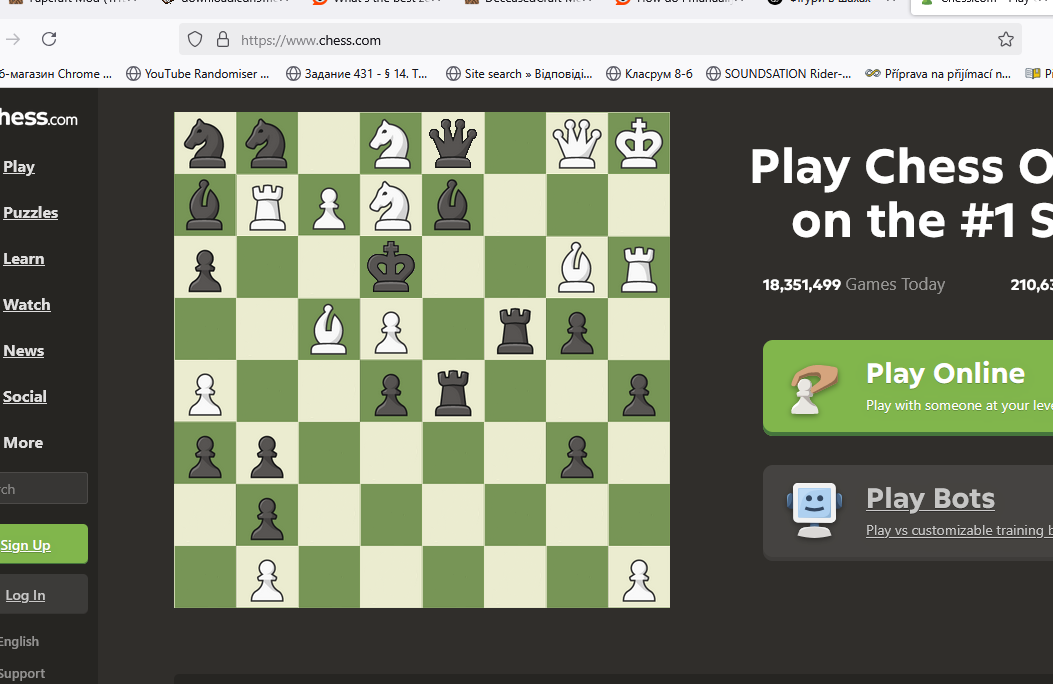 https://www.chess.com
б-магазин Chrome ...
YouTube Randomiser ...
Задание 431 - § 14. Т...
Site search » Відповіді...
Класрум 8-б
SOUNDSATION Rider-...
Příprava na přijímací n...
hess.com
Play
Puzzles
Learn
Watch
News
Social
More
rch
Sign Up
Log In
English
Support
Play Chess O
on the #1 S
18,351,499 Games Today
210,63
Play Online
Play with someone at your leve
Play Bots
Play vs customizable training b